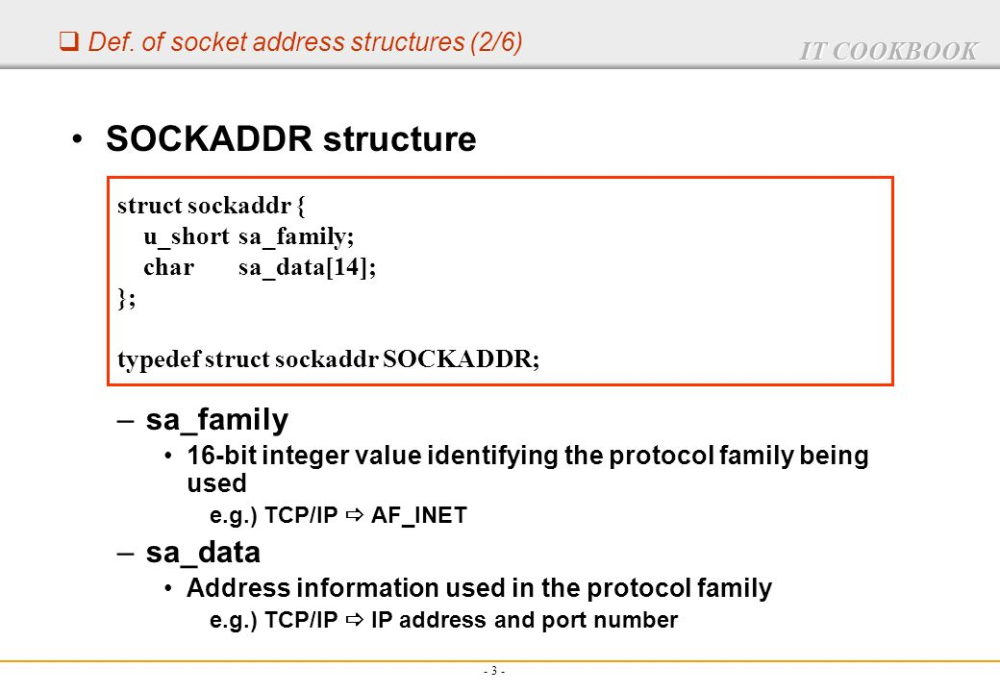 ❑ Def. of socket address structures (2/6)
IT COOKBOOK
• SOCKADDR structure
struct sockaddr {
u_short sa_family;
char sa_data[14];
};
typedef struct sockaddr SOCKADDR;
– sa_family
• 16-bit integer value identifying the protocol family being
used
e.g.) TCP/IP ⇨ AF_INET
– sa_data
• Address information used in the protocol family
e.g.) TCP/IP ⇨ IP address and port number
- 3 -